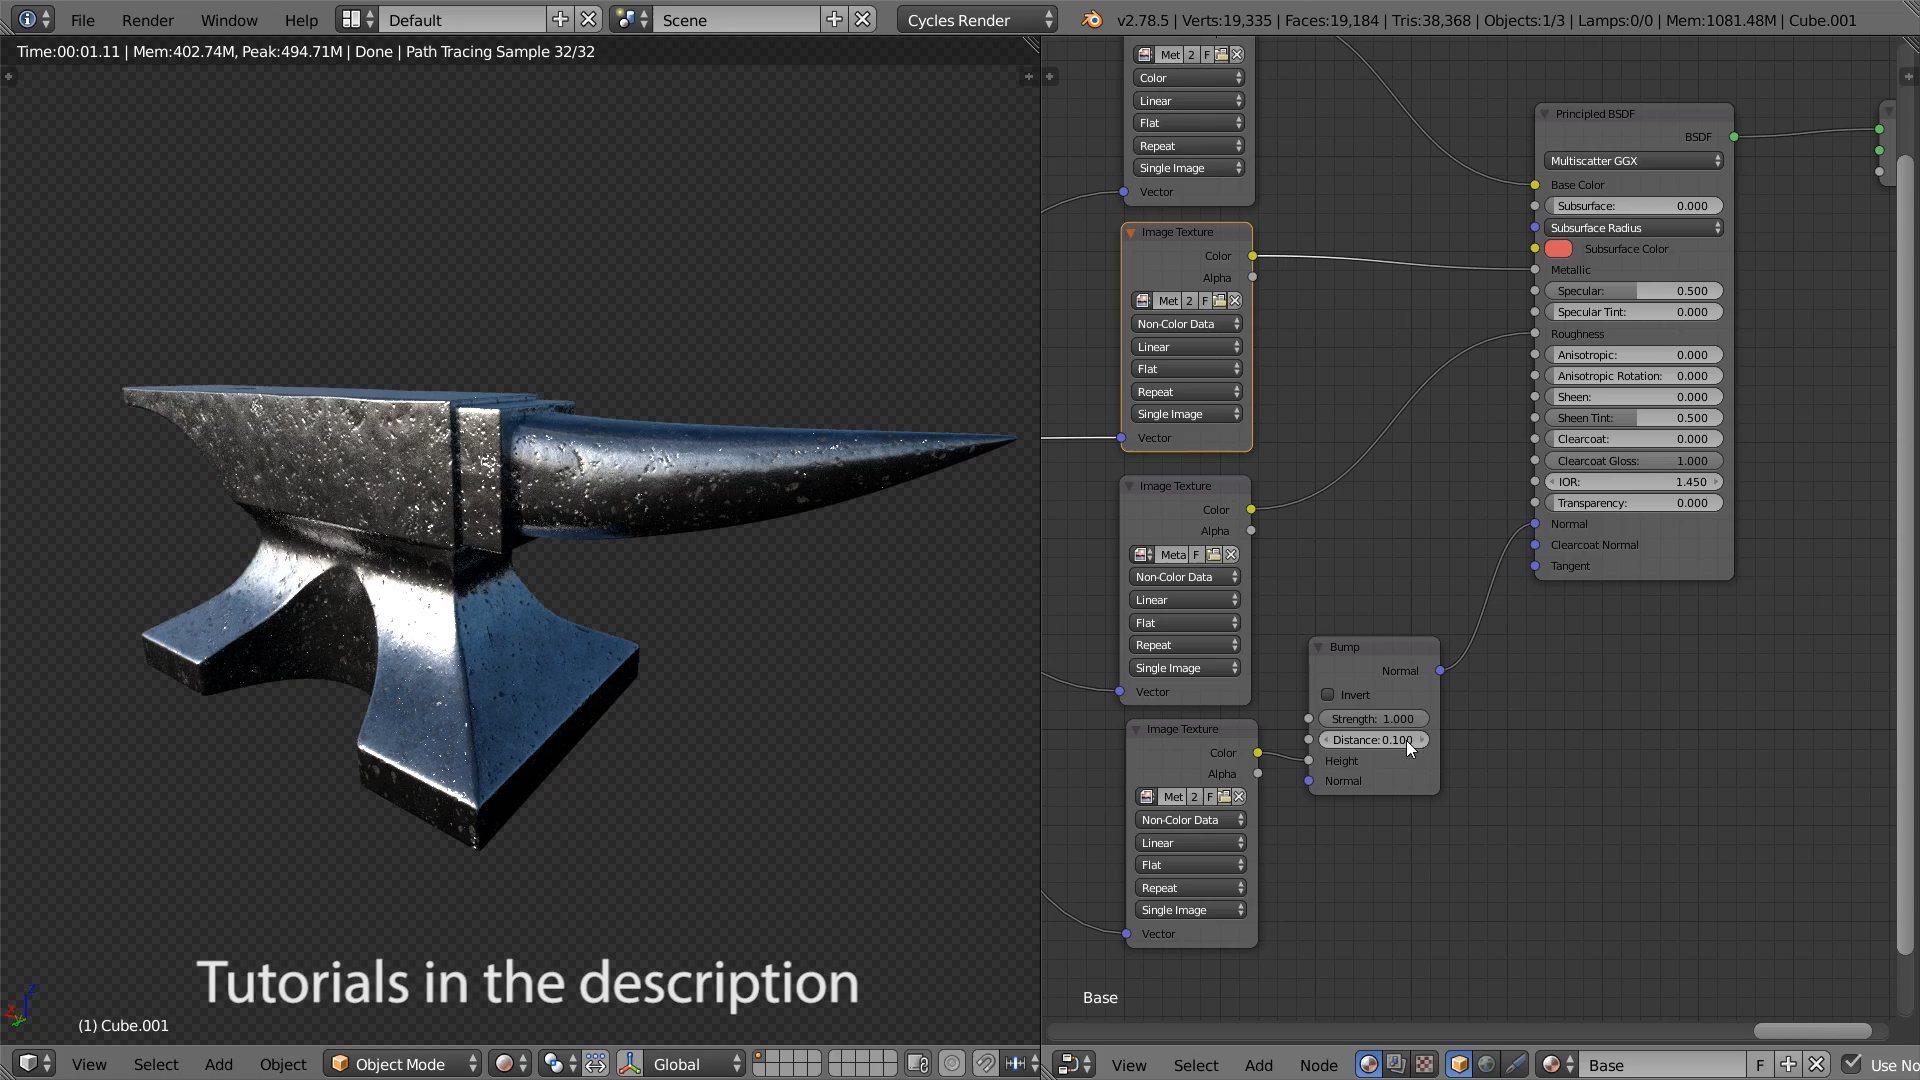 File Render Window Help Default Scene Cycles Render v2.78.5 | Verts:19,335 | Faces:19,184 | Tris:38,368 | Objects:1/3 | Lamps:0/0 | Mem:1081.48M | Cube.001
Time:00:01.11 | Mem:402.74M, Peak:494.71M | Done | Path Tracing Sample 32/32
Met 2 F
Color
Linear
Flat
Repeat
Single Image
Vector
Image Texture
Color
Alpha
Met 2 F
Non-Color Data
Linear
Flat
Repeat
Single Image
Vector
Image Texture
Color
Alpha
Meta F
Non-Color Data
Linear
Flat
Repeat
Single Image
Vector
Image Texture
Color
Alpha
Met 2 F
Non-Color Data
Linear
Flat
Repeat
Single Image
Vector
Bump
Normal
Invert
Strength: 1.000
Distance: 0.100
Height
Normal
Principled BSDF
BSDF
Multiscatter GGX
Base Color
Subsurface: 0.000
Subsurface Radius
Subsurface Color
Metallic
Specular: 0.500
Specular Tint: 0.000
Roughness
Anisotropic: 0.000
Anisotropic Rotation: 0.000
Sheen: 0.000
Sheen Tint: 0.500
Clearcoat: 0.000
Clearcoat Gloss: 1.000
IOR: 1.450
Transparency: 0.000
Normal
Clearcoat Normal
Tangent
Tutorials in the description
(1) Cube.001
Base
View Select Add Object Object Mode Global
View Select Add Node Base F Use No